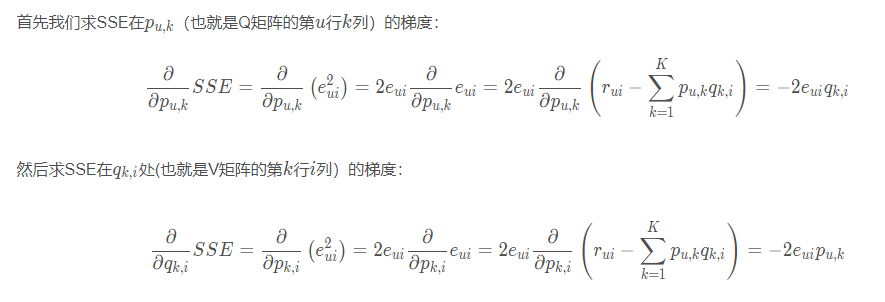 首先我们求SSE在$p_{u,k}$（也就是Q矩阵的第$u$行$k$列）的梯度：
$\frac{\partial}{\partial p_{u,k}} SSE = \frac{\partial}{\partial p_{u,k}} \left(e_{ui}^2\right) = 2e_{ui} \frac{\partial}{\partial p_{u,k}} e_{ui} = 2e_{ui} \frac{\partial}{\partial p_{u,k}} \left(r_{ui} - \sum_{k=1}^{K} p_{u,k} q_{k,i}\right) = -2e_{ui} q_{k,i}$
然后求SSE在$q_{k,i}$处(也就是V矩阵的第$k$行$i$列）的梯度：
$\frac{\partial}{\partial q_{k,i}} SSE = \frac{\partial}{\partial p_{k,i}} \left(e_{ui}^2\right) = 2e_{ui} \frac{\partial}{\partial p_{k,i}} e_{ui} = 2e_{ui} \frac{\partial}{\partial p_{k,i}} \left(r_{ui} - \sum_{k=1}^{K} p_{u,k} q_{k,i}\right) = -2e_{ui} p_{u,k}$